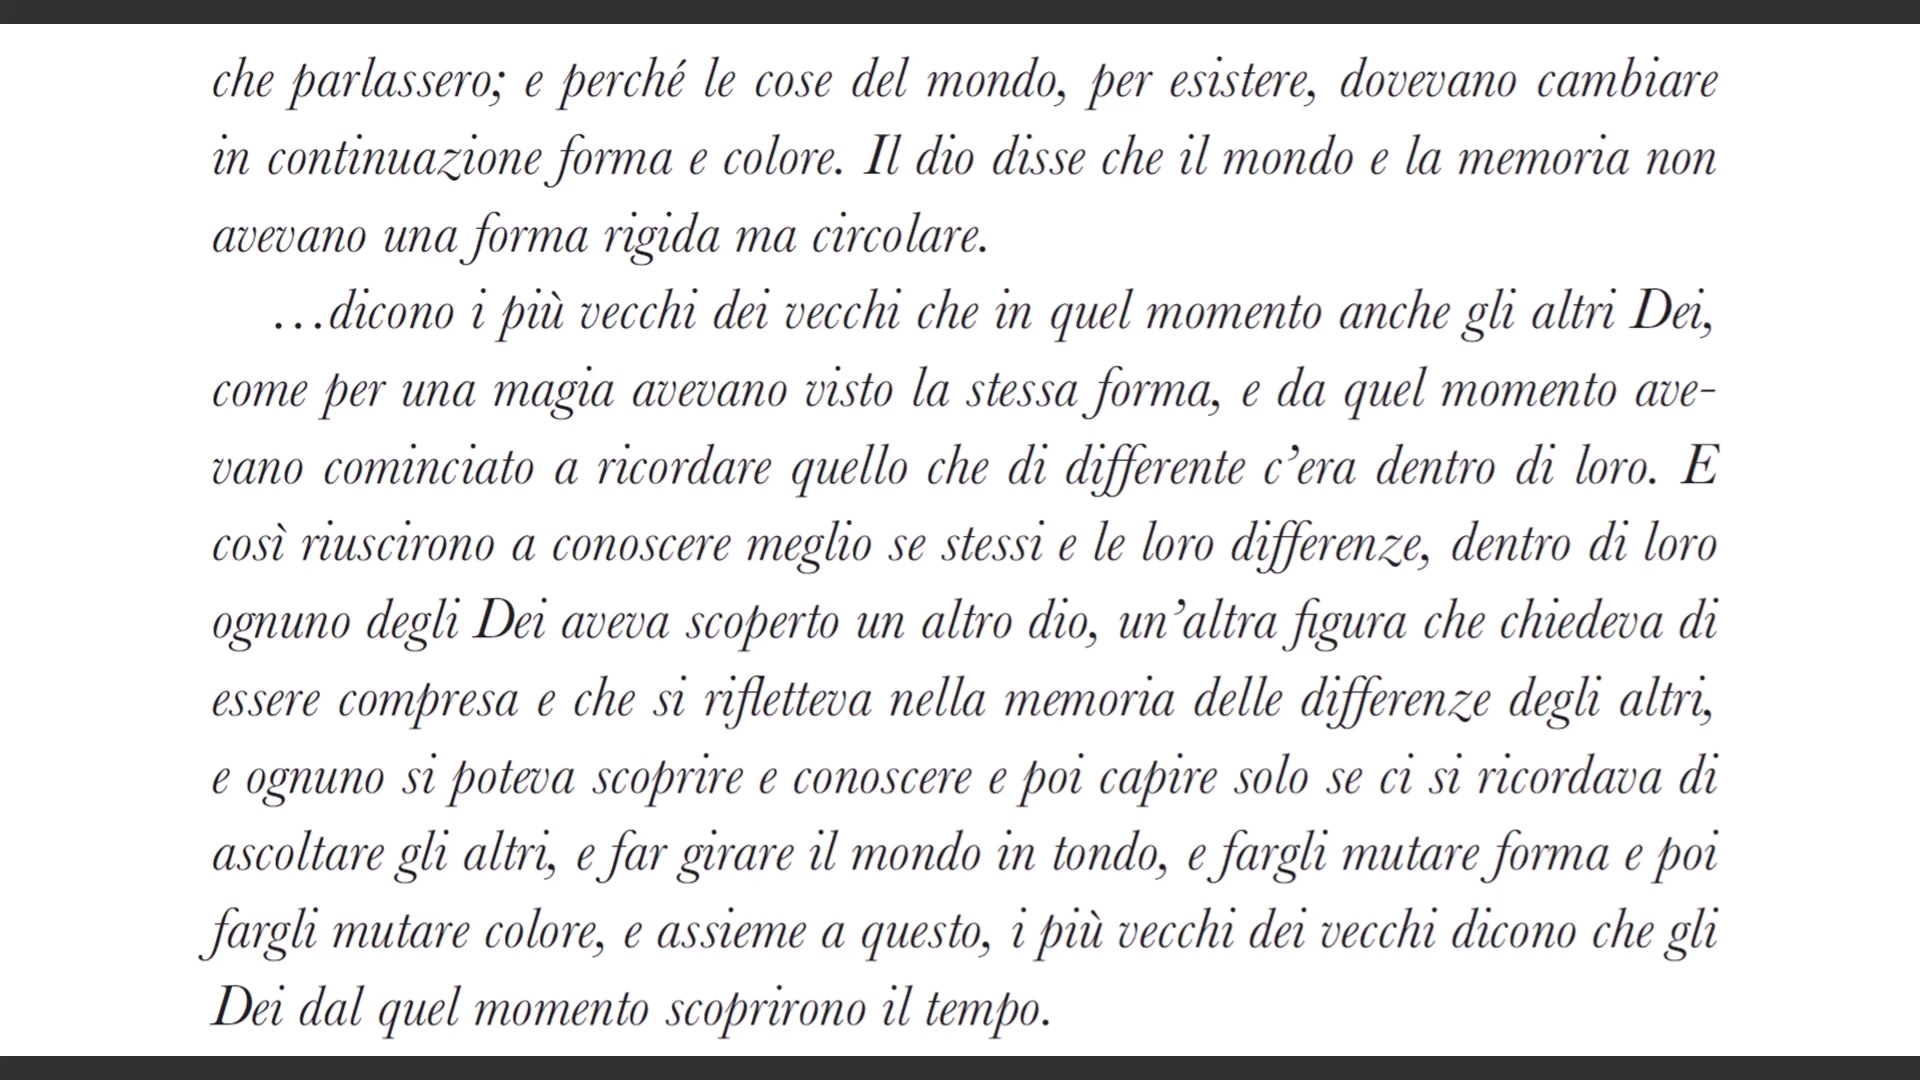 che parlassero; e perché le cose del mondo, per esistere, dovevano cambiare
in continuazione forma e colore. Il dio disse che il mondo e la memoria non
avevano una forma rigida ma circolare.
…dicono i più vecchi dei vecchi che in quel momento anche gli altri Dei,
come per una magia avevano visto la stessa forma, e da quel momento ave-
vano cominciato a ricordare quello che di differente c’era dentro di loro. E
così riuscirono a conoscere meglio se stessi e le loro differenze, dentro di loro
ognuno degli Dei aveva scoperto un altro dio, un’altra figura che chiedeva di
essere compresa e che si rifletteva nella memoria delle differenze degli altri,
e ognuno si poteva scoprire e conoscere e poi capire solo se ci si ricordava di
ascoltare gli altri, e far girare il mondo in tondo, e fargli mutare forma e poi
fargli mutare colore, e assieme a questo, i più vecchi dei vecchi dicono che gli
Dei dal quel momento scoprirono il tempo.